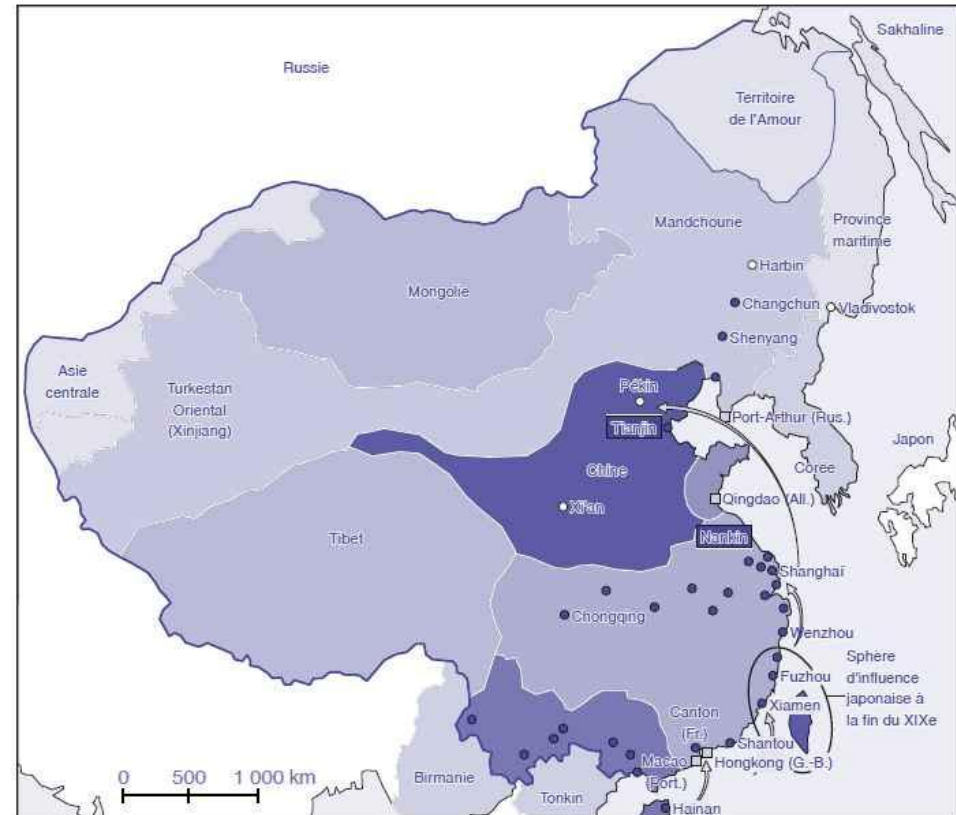 Sakhaline
Russie
Territoire
de l'Amour
Mandchourie
Province
maritime
Harbin
Mongolie
Changchun
Vladivostok
Shenyang
Asie
centrale
Turkestan
Oriental
(Xinjiang)
Pékin
Port-Arthur (Rus.)
Tianjin
Japon
Chine
Corée
Qingdao (All.)
Xi'an
Tibet
Nankin
Shanghaï
Chongqing
Wenzhou
Sphère
d'influence
japonaise à
la fin du XIXe
Fuzhou
Xiamen
Canton
(Fr.)
Shantou
Macao
(Port.)
Hongkong (G.-B.)
0 500 1 000 km
Birmanie
Tonkin
Hainan